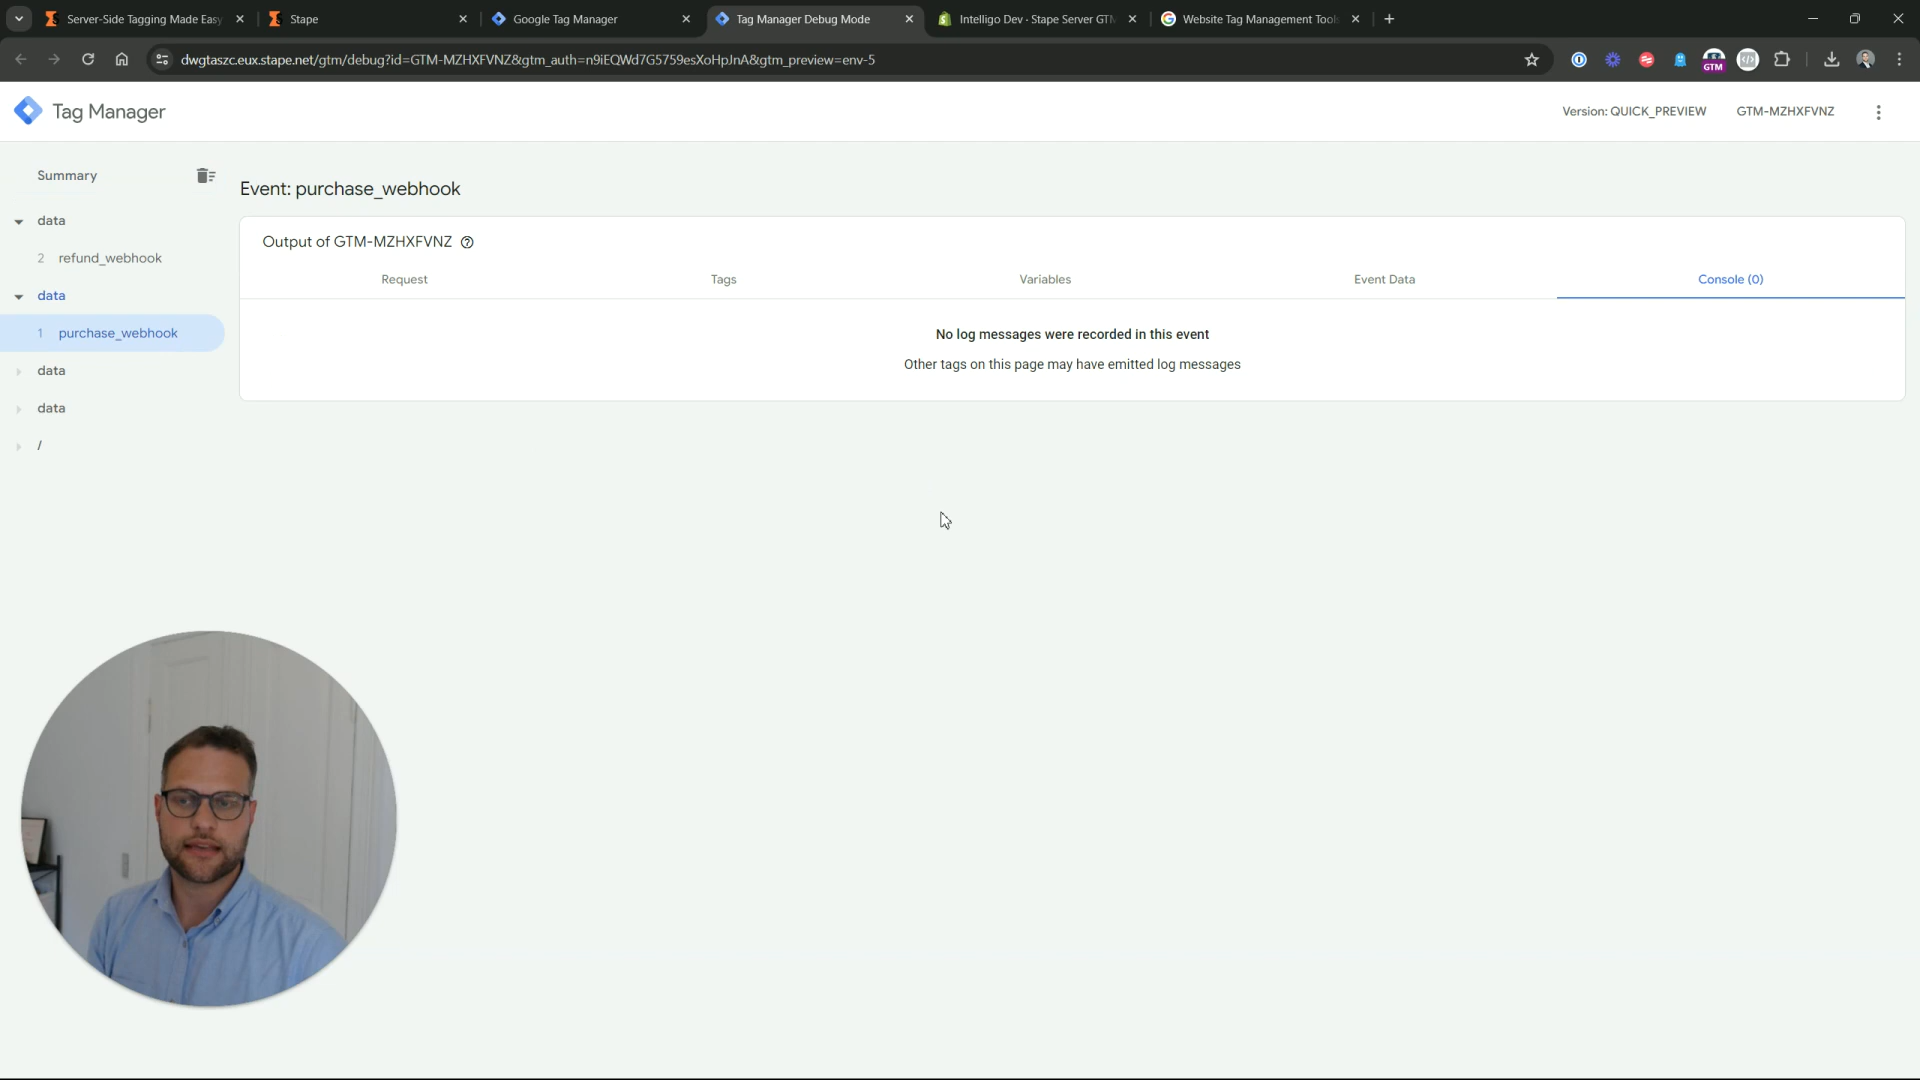 Server-Side Tagging Made Easy
Stape
Google Tag Manager
Tag Manager Debug Mode
Intelligo Dev - Stape Server GTM
Website Tag Management Tools
dwgtaszc.eux.stape.net/gtm/debug?id=GTM-MZHXFVNZ&gtm_auth=n9iEQWd7G5759esXoHpJnA&gtm_preview=env-5
GTM
Tag Manager
Version: QUICK_PREVIEW
GTM-MZHXFVNZ
Summary
Event: purchase_webhook
data
2 refund_webhook
data
1 purchase_webhook
data
data
/
Output of GTM-MZHXFVNZ
Request
Tags
Variables
Event Data
Console (0)
No log messages were recorded in this event
Other tags on this page may have emitted log messages